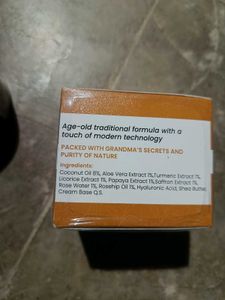 Age-old traditional formula with a
touch of modern technology
PACKED WITH GRANDMA'S SECRETS AND
PURITY OF NATURE
Ingredients:
Coconut Oil 6%, Aloe Vera Extract 1%,Turmeric Extract 1%,
Licorice Extract 1%, Papaya Extract 1%,Saffron Extract 1%,
Rose Water 1%, Rosehip Oil 1%, Hyaluronic Acid, Shea Butter,
Cream Base Q.S.